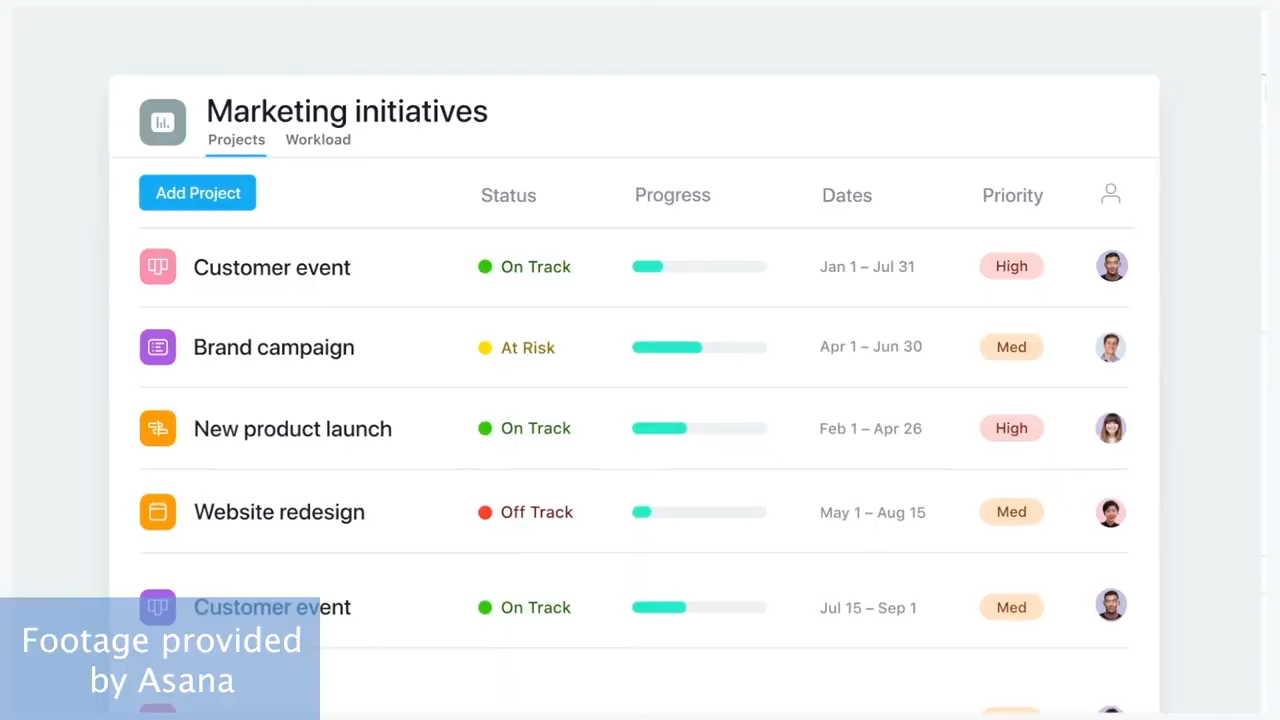 Marketing initiatives
Projects Workload
Add Project Status Progress Dates Priority
Customer event On Track Jan 1 – Jul 31 High
Brand campaign At Risk Apr 1 – Jun 30 Med
New product launch On Track Feb 1 – Apr 26 High
Website redesign Off Track May 1 – Aug 15 Med
Customer event On Track Jul 15 – Sep 1 Med
Footage provided
by Asana